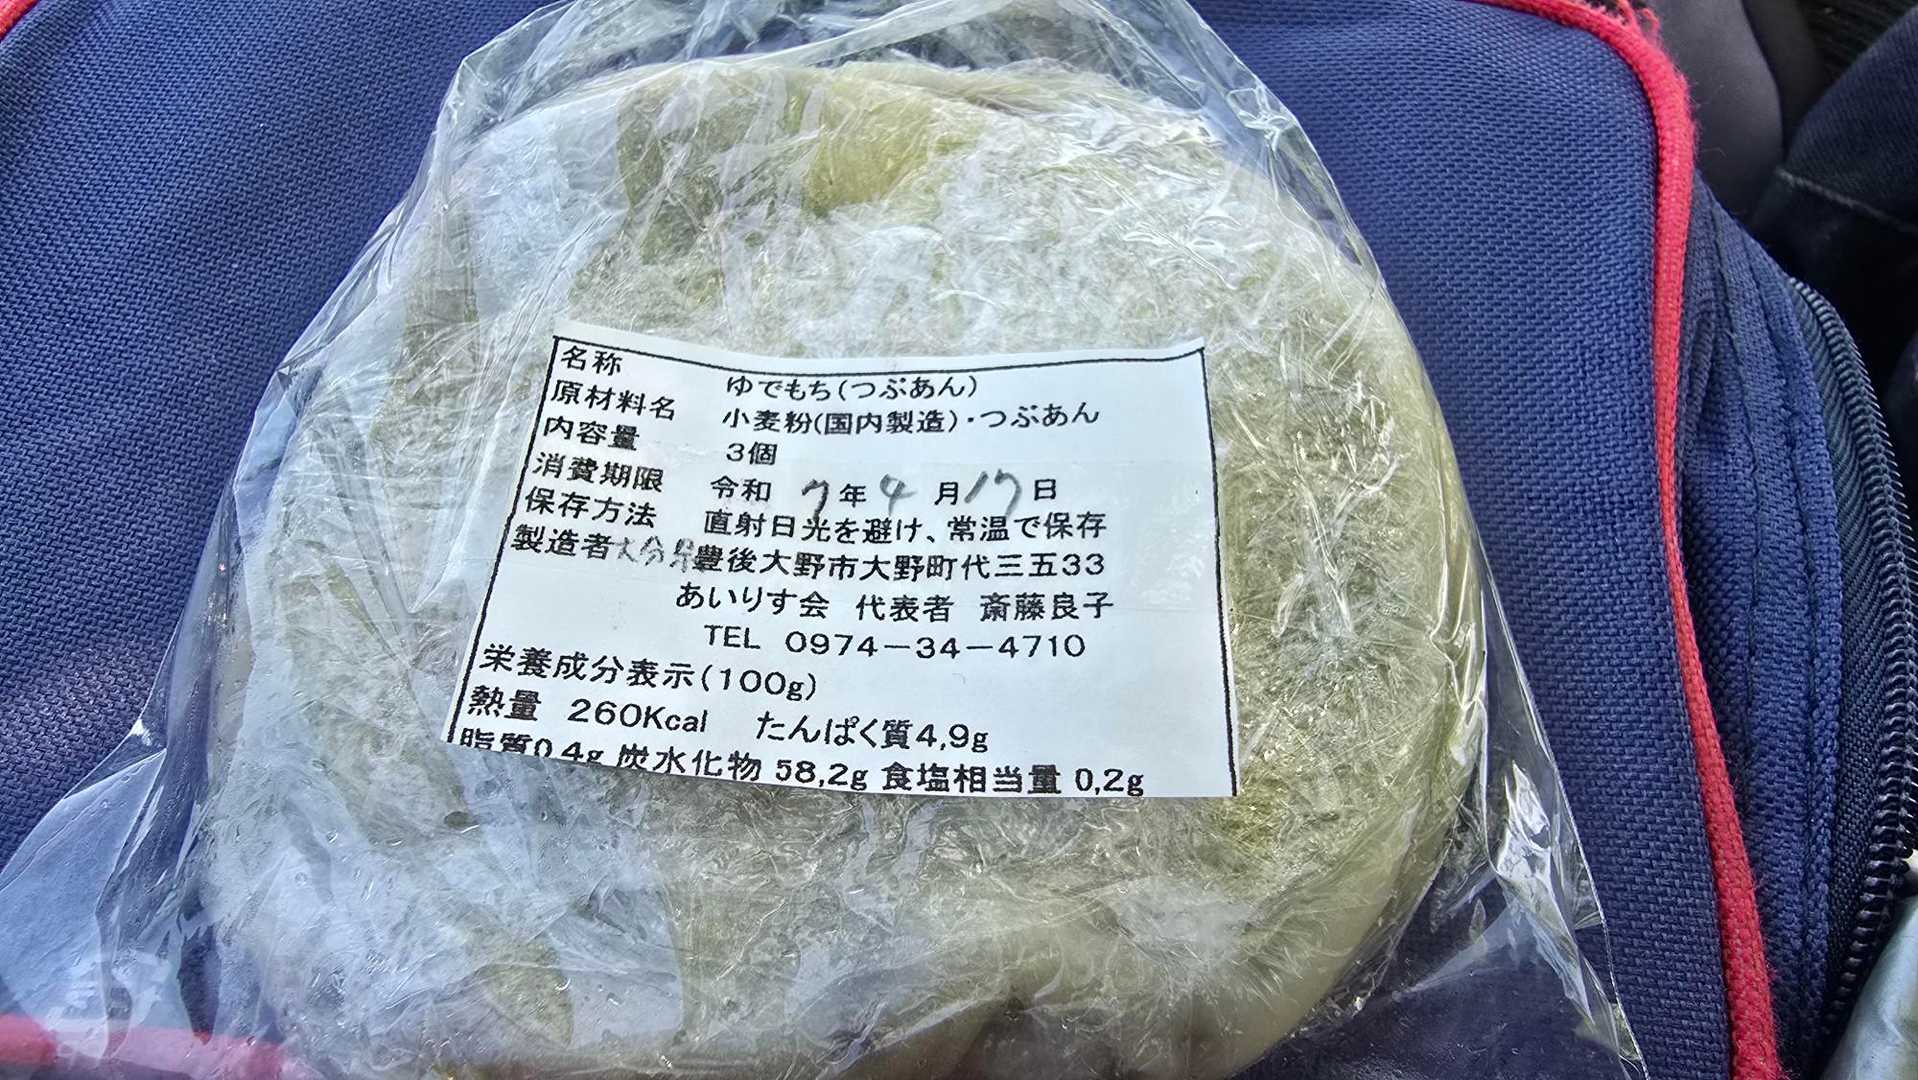 名称 ゆでもち(つぶあん)
原材料名 小麦粉(国内製造)・つぶあん
内容量 3個
消費期限 令和 7年4月17日
保存方法 直射日光を避け、常温で保存
製造者 大分県豊後大野市大野町代三五33
あいりす会 代表者 斎藤良子
TEL 0974-34-4710
栄養成分表示(100g)
熱量 260Kcal たんぱく質4,9g
脂質0,4g 炭水化物 58,2g 食塩相当量 0,2g